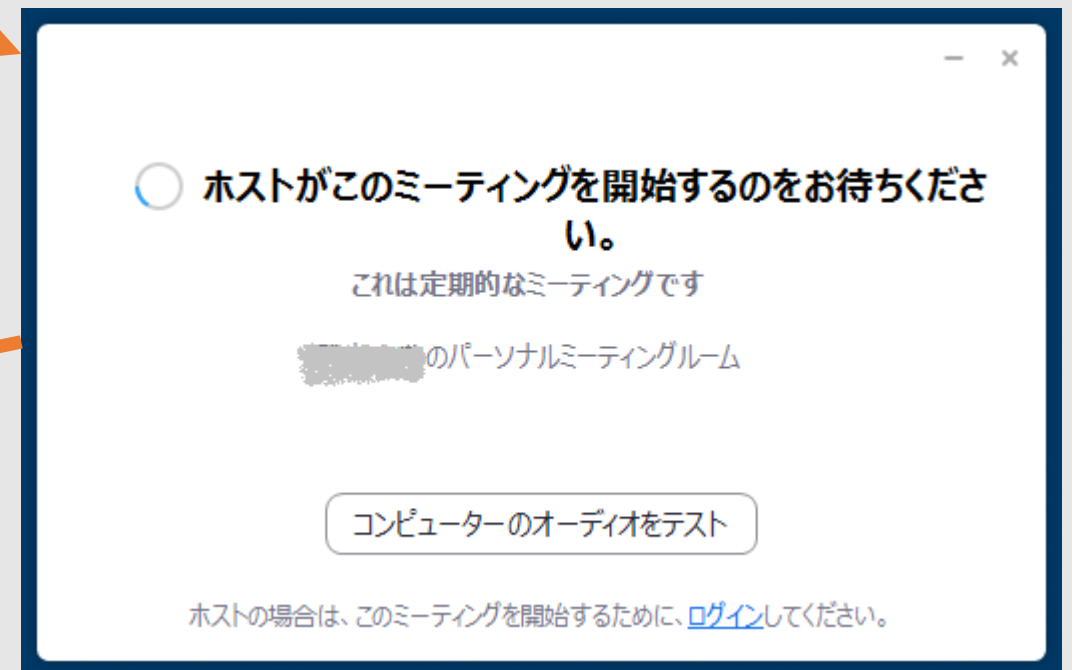 ホストがこのミーティングを開始するのをお待ちくださ
い。
これは定期的なミーティングです
のパーソナルミーティングルーム
コンピューターのオーディオをテスト
ホストの場合は、このミーティングを開始するために、ログインしてください。